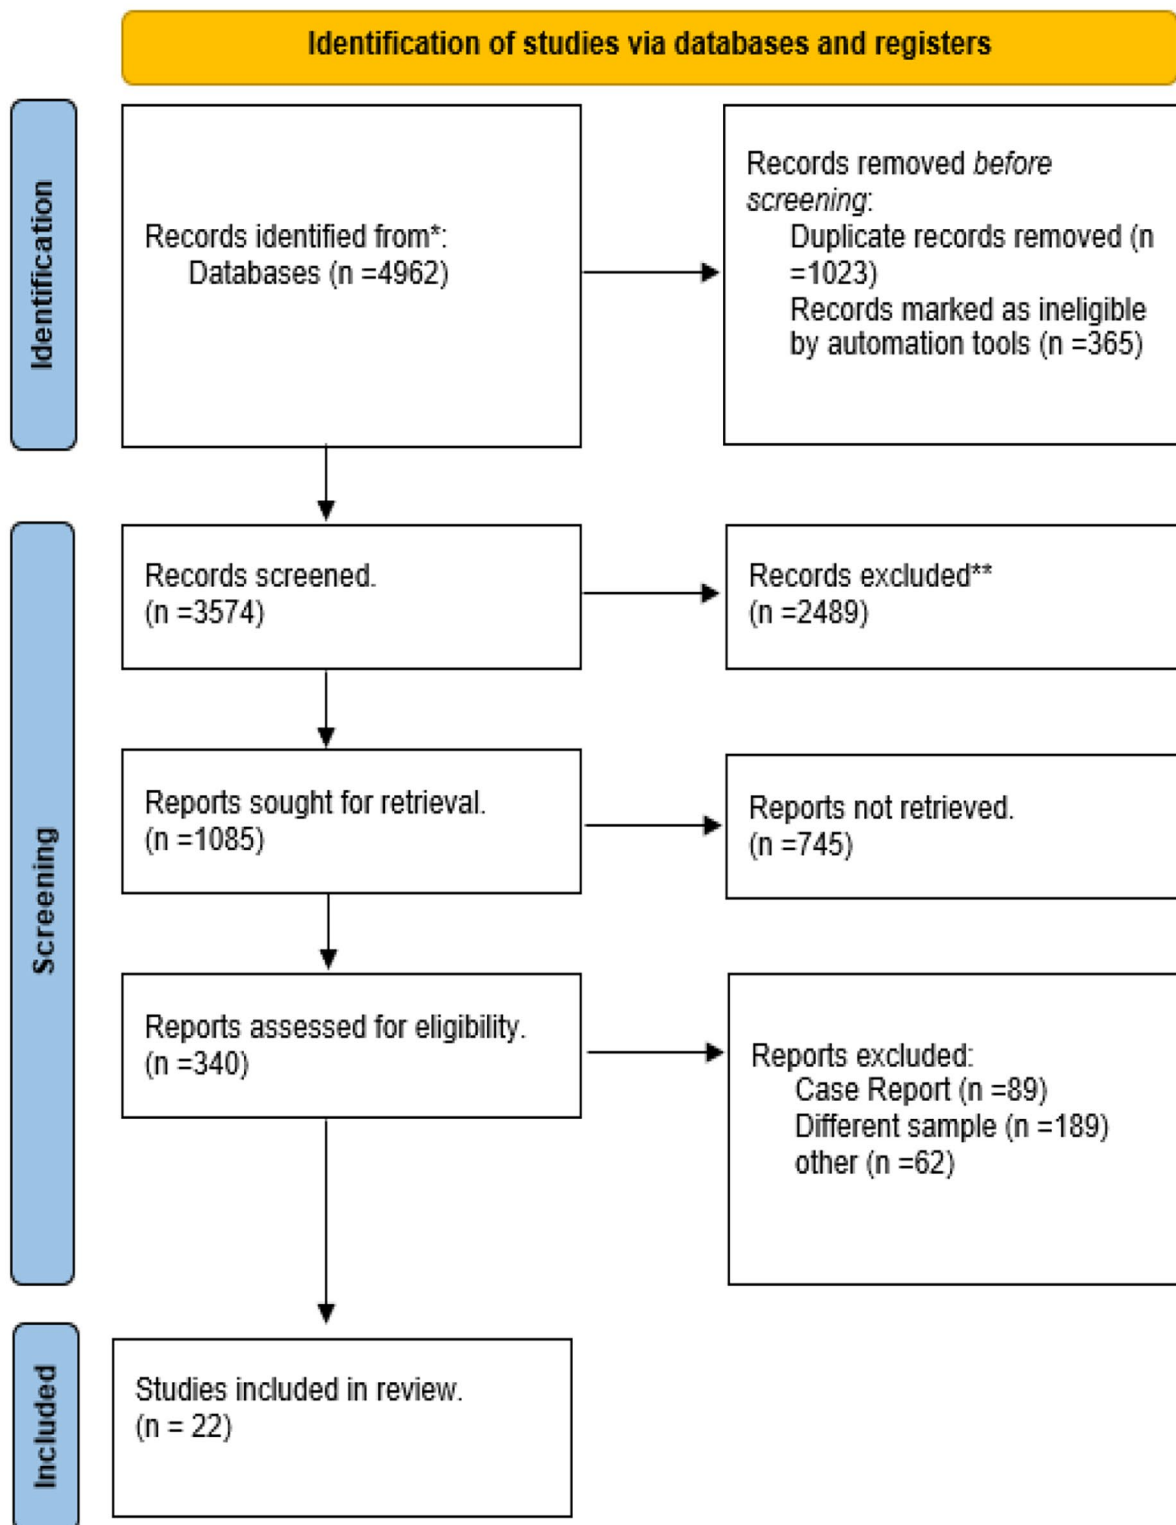 Identification of studies via databases and registers
Identification
Records identified from*:
Databases (n =4962)
Records removed before
screening:
Duplicate records removed (n
=1023)
Records marked as ineligible
by automation tools (n =365)
Screening
Records screened.
(n =3574)
Records excluded**
(n =2489)
Reports sought for retrieval.
(n =1085)
Reports not retrieved.
(n =745)
Reports assessed for eligibility.
(n =340)
Reports excluded:
Case Report (n =89)
Different sample (n =189)
other (n =62)
Included
Studies included in review.
(n = 22)